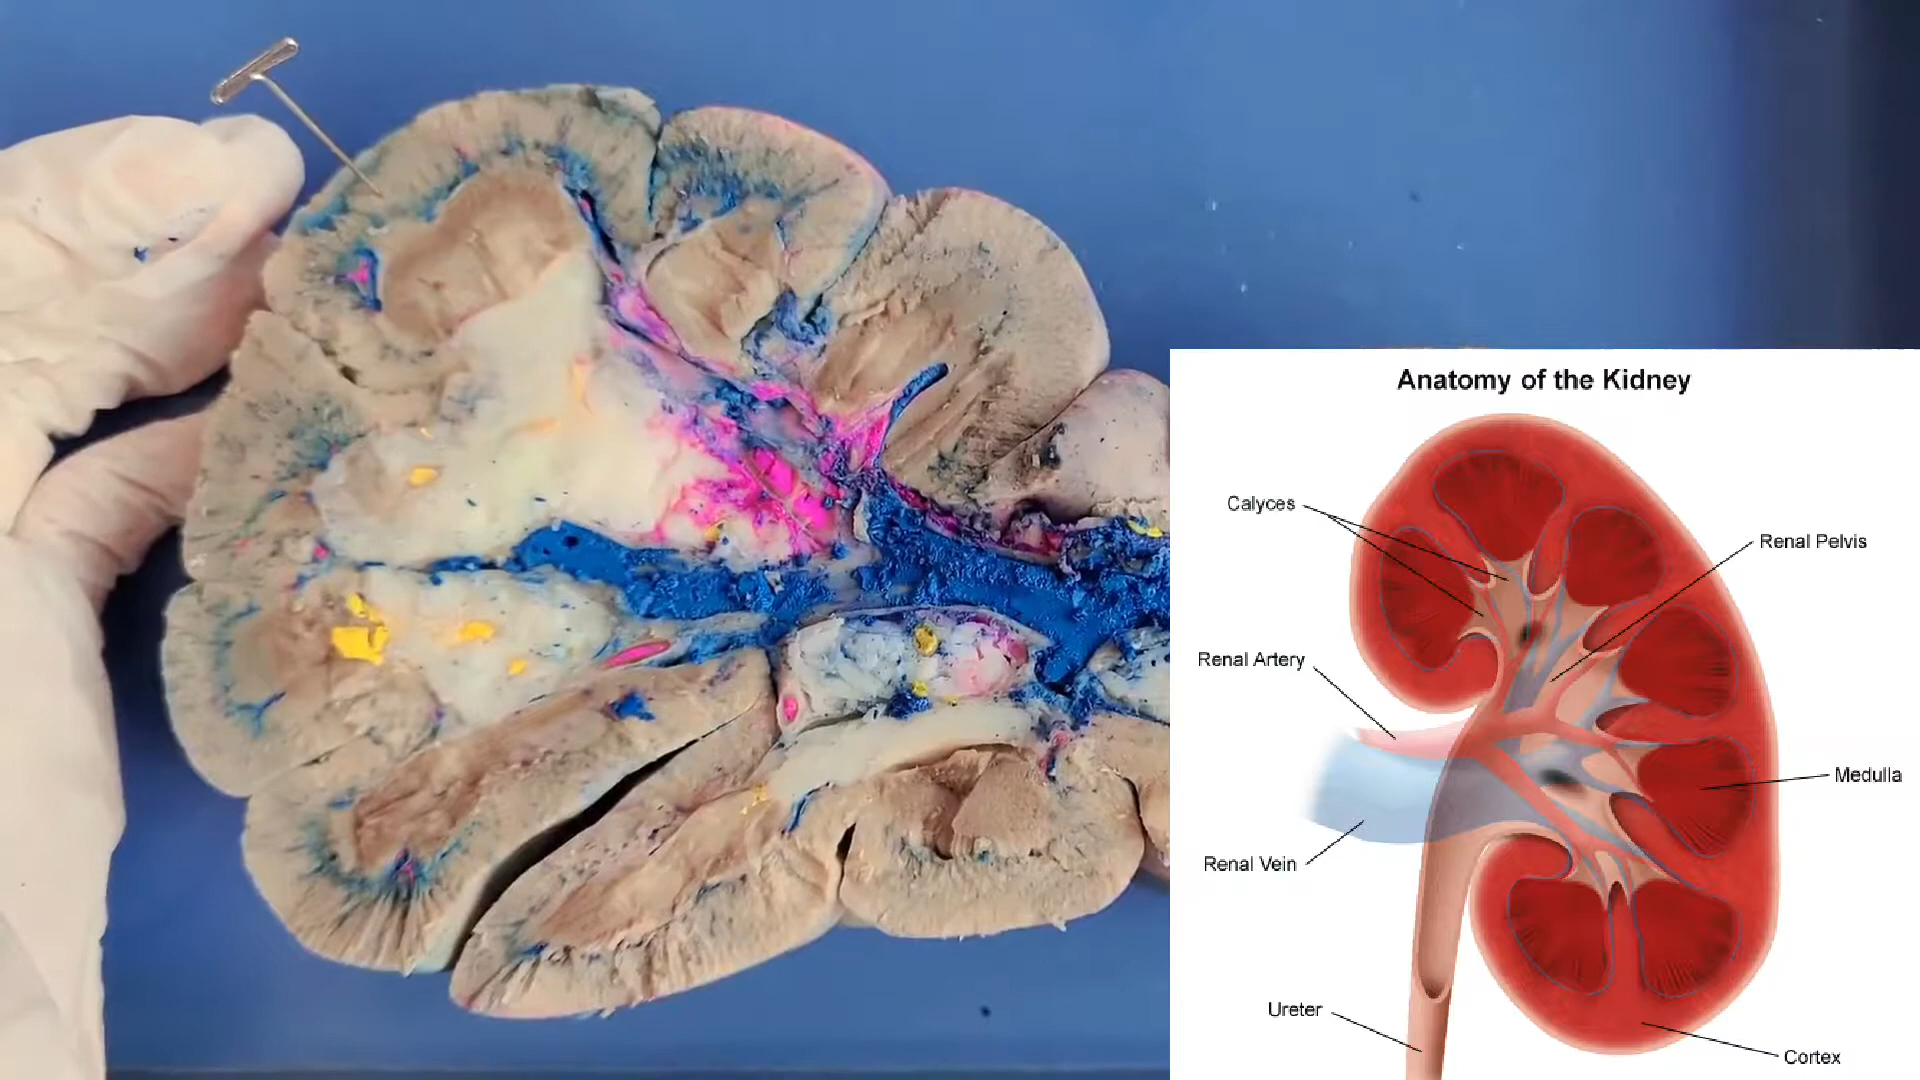 Anatomy of the Kidney
Calyces
Renal Pelvis
Renal Artery
Medulla
Renal Vein
Ureter
Cortex